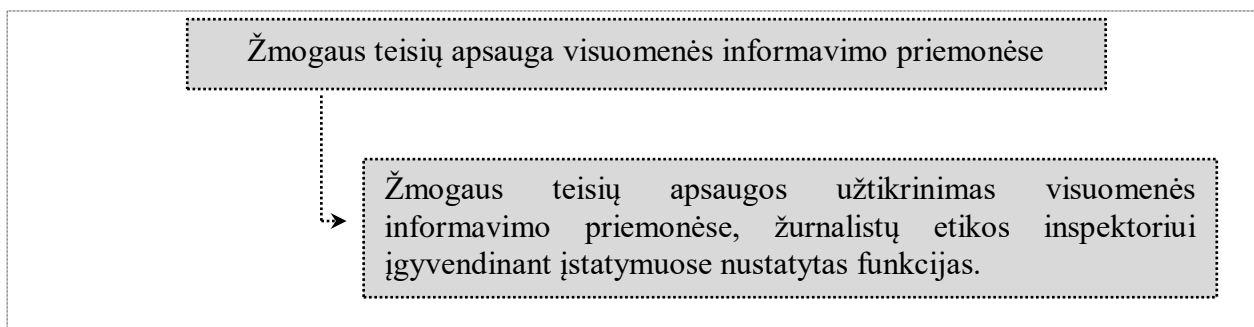 Žmogaus teisių apsauga visuomenės informavimo priemonėse
Žmogaus teisių apsaugos užtikrinimas visuomenės
informavimo priemonėse, žurnalistų etikos inspektoriui
įgyvendinant įstatymuose nustatytas funkcijas.